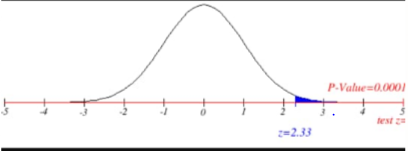 P-Value=0.0001
-5 -4 -3 -2 -1 0 1 2 3 4 5
test z=
z=2.33